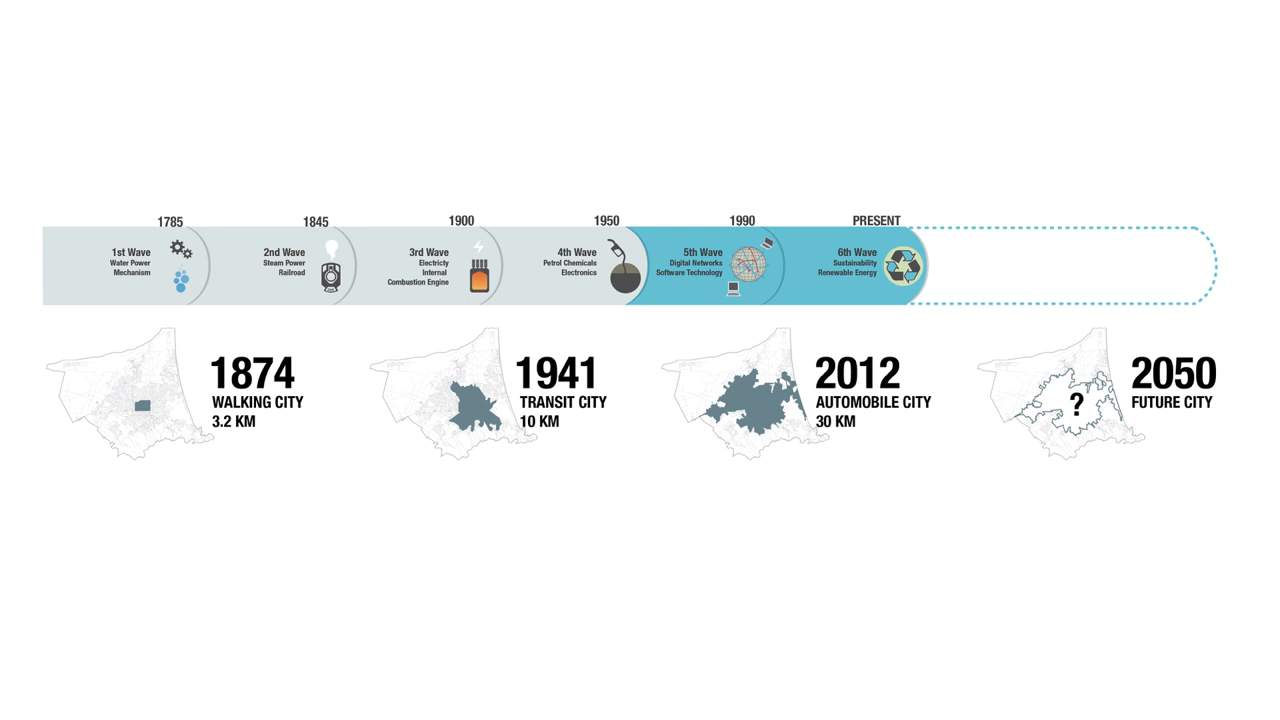 1785
1845
1900
1950
1990
PRESENT
1st Wave
Water Power
Mechanism
2nd Wave
Steam Power
Railroad
3rd Wave
Electricty
Internal
Combustion Engine
4th Wave
Petrol Chemicals
Electronics
5th Wave
Digital Networks
Software Technology
6th Wave
Sustainability
Renewable Energy
1874
WALKING CITY
3.2 KM
1941
TRANSIT CITY
10 KM
2012
AUTOMOBILE CITY
30 KM
?
2050
FUTURE CITY